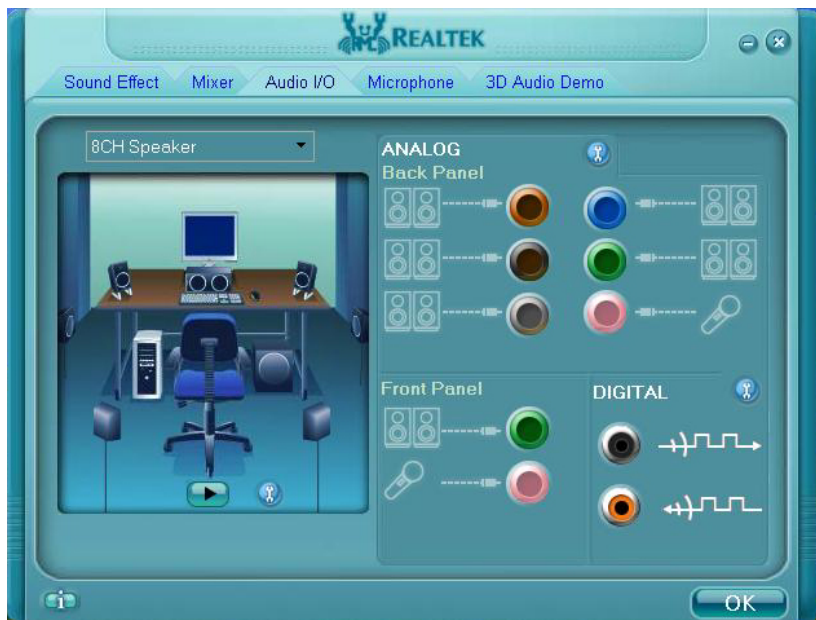 REALTEK
Sound Effect Mixer Audio I/O Microphone 3D Audio Demo
8CH Speaker
ANALOG
Back Panel
Front Panel
DIGITAL
i
OK